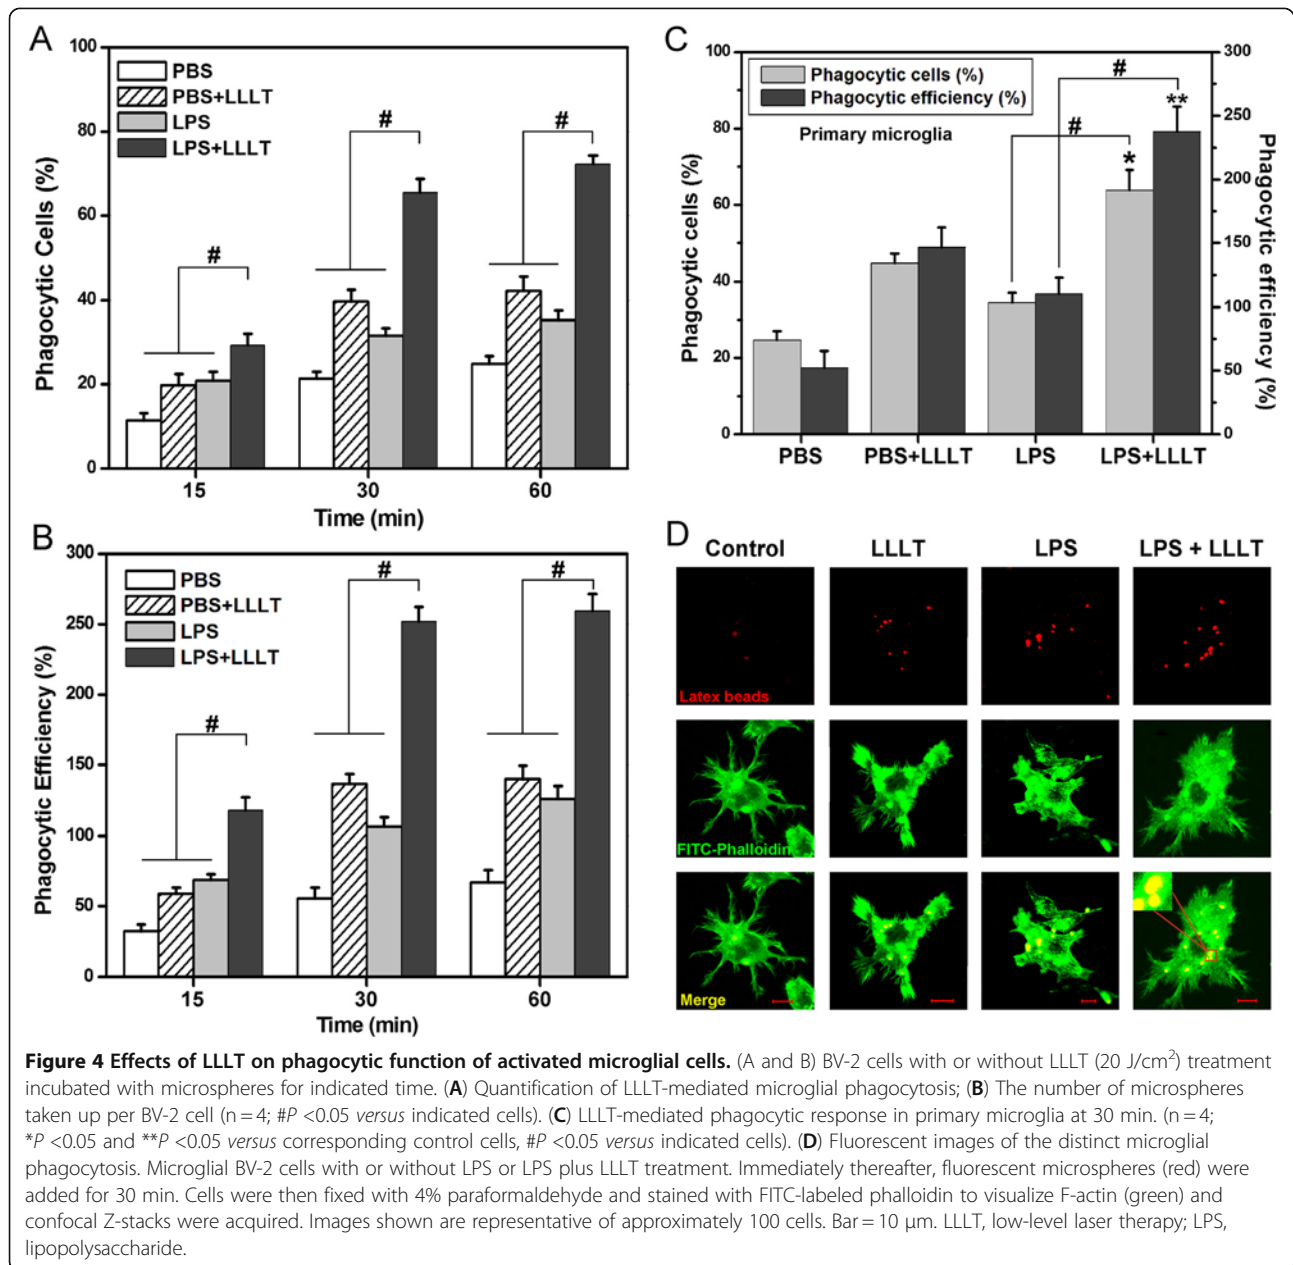 A
100
80
60
40
20
0
Phagocytic Cells (%)
PBS
PBS+LLLT
LPS
LPS+LLLT
#
#
#
15
30
60
Time (min)
B
300
250
200
150
100
50
0
Phagocytic Efficiency (%)
PBS
PBS+LLLT
LPS
LPS+LLLT
#
#
#
15
30
60
Time (min)
C
100
80
60
40
20
0
Phagocytic cells (%)
Phagocytic cells (%)
Phagocytic efficiency (%)
Primary microglia
#
#
*
**
300
250
200
150
100
50
0
Phagocytic efficiency (%)
PBS
PBS+LLLT
LPS
LPS+LLLT
D
Control
LLLT
LPS
LPS + LLLT
Latex beads
FITC-Phalloidin
Merge
Figure 4 Effects of LLLT on phagocytic function of activated microglial cells. (A and B) BV-2 cells with or without LLLT (20 J/cm²) treatment
incubated with microspheres for indicated time. (A) Quantification of LLLT-mediated microglial phagocytosis; (B) The number of microspheres
taken up per BV-2 cell (n = 4; #P <0.05 versus indicated cells). (C) LLLT-mediated phagocytic response in primary microglia at 30 min. (n = 4;
*P <0.05 and **P <0.05 versus corresponding control cells, #P <0.05 versus indicated cells). (D) Fluorescent images of the distinct microglial
phagocytosis. Microglial BV-2 cells with or without LPS or LPS plus LLLT treatment. Immediately thereafter, fluorescent microspheres (red) were
added for 30 min. Cells were then fixed with 4% paraformaldehyde and stained with FITC-labeled phalloidin to visualize F-actin (green) and
confocal Z-stacks were acquired. Images shown are representative of approximately 100 cells. Bar = 10 μm. LLLT, low-level laser therapy; LPS,
lipopolysaccharide.